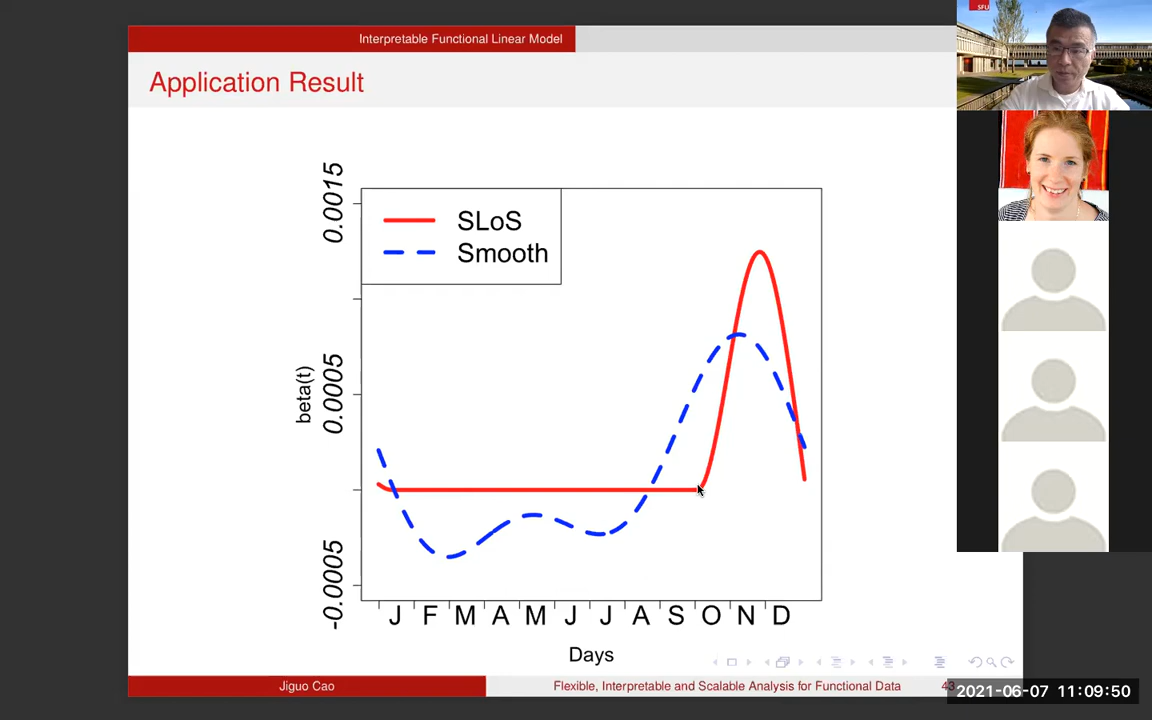 Interpretable Functional Linear Model
SFU
Application Result
0.0015
SLoS
Smooth
0.0005
beta(t)
-0.0005
J F M A M J J A S O N D
Days
Jiguo Cao
Flexible, Interpretable and Scalable Analysis for Functional Data
2021-06-07 11:09:50